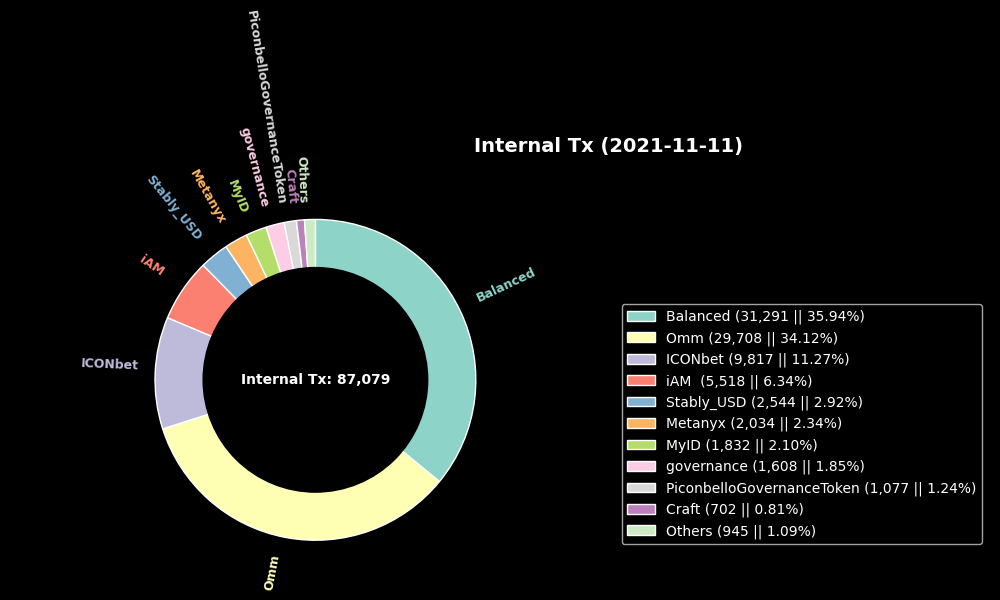 PiconbelloGovernanceToken
governance
Craft
Others
Metanyx
MyID
Stably_USD
iAM
ICONbet
Balanced
Omm
Internal Tx (2021-11-11)
Internal Tx: 87,079
Balanced (31,291 || 35.94%)
Omm (29,708 || 34.12%)
ICONbet (9,817 || 11.27%)
iAM  (5,518 || 6.34%)
Stably_USD (2,544 || 2.92%)
Metanyx (2,034 || 2.34%)
MyID (1,832 || 2.10%)
governance (1,608 || 1.85%)
PiconbelloGovernanceToken (1,077 || 1.24%)
Craft (702 || 0.81%)
Others (945 || 1.09%)